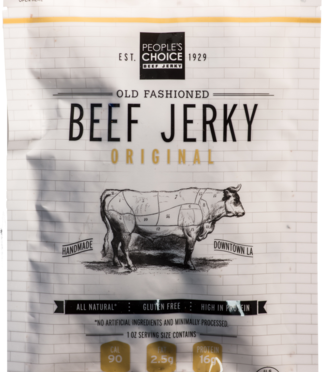 PEOPLE'S
CHOICE
BEEF JERKY
EST. 1929
OLD FASHIONED
BEEF JERKY
ORIGINAL
HANDMADE
DOWNTOWN LA
ALL NATURAL* GLUTEN FREE HIGH IN PROTEIN
*NO ARTIFICIAL INGREDIENTS AND MINIMALLY PROCESSED
1 OZ SERVING SIZE CONTAINS
90 2.5g 16g